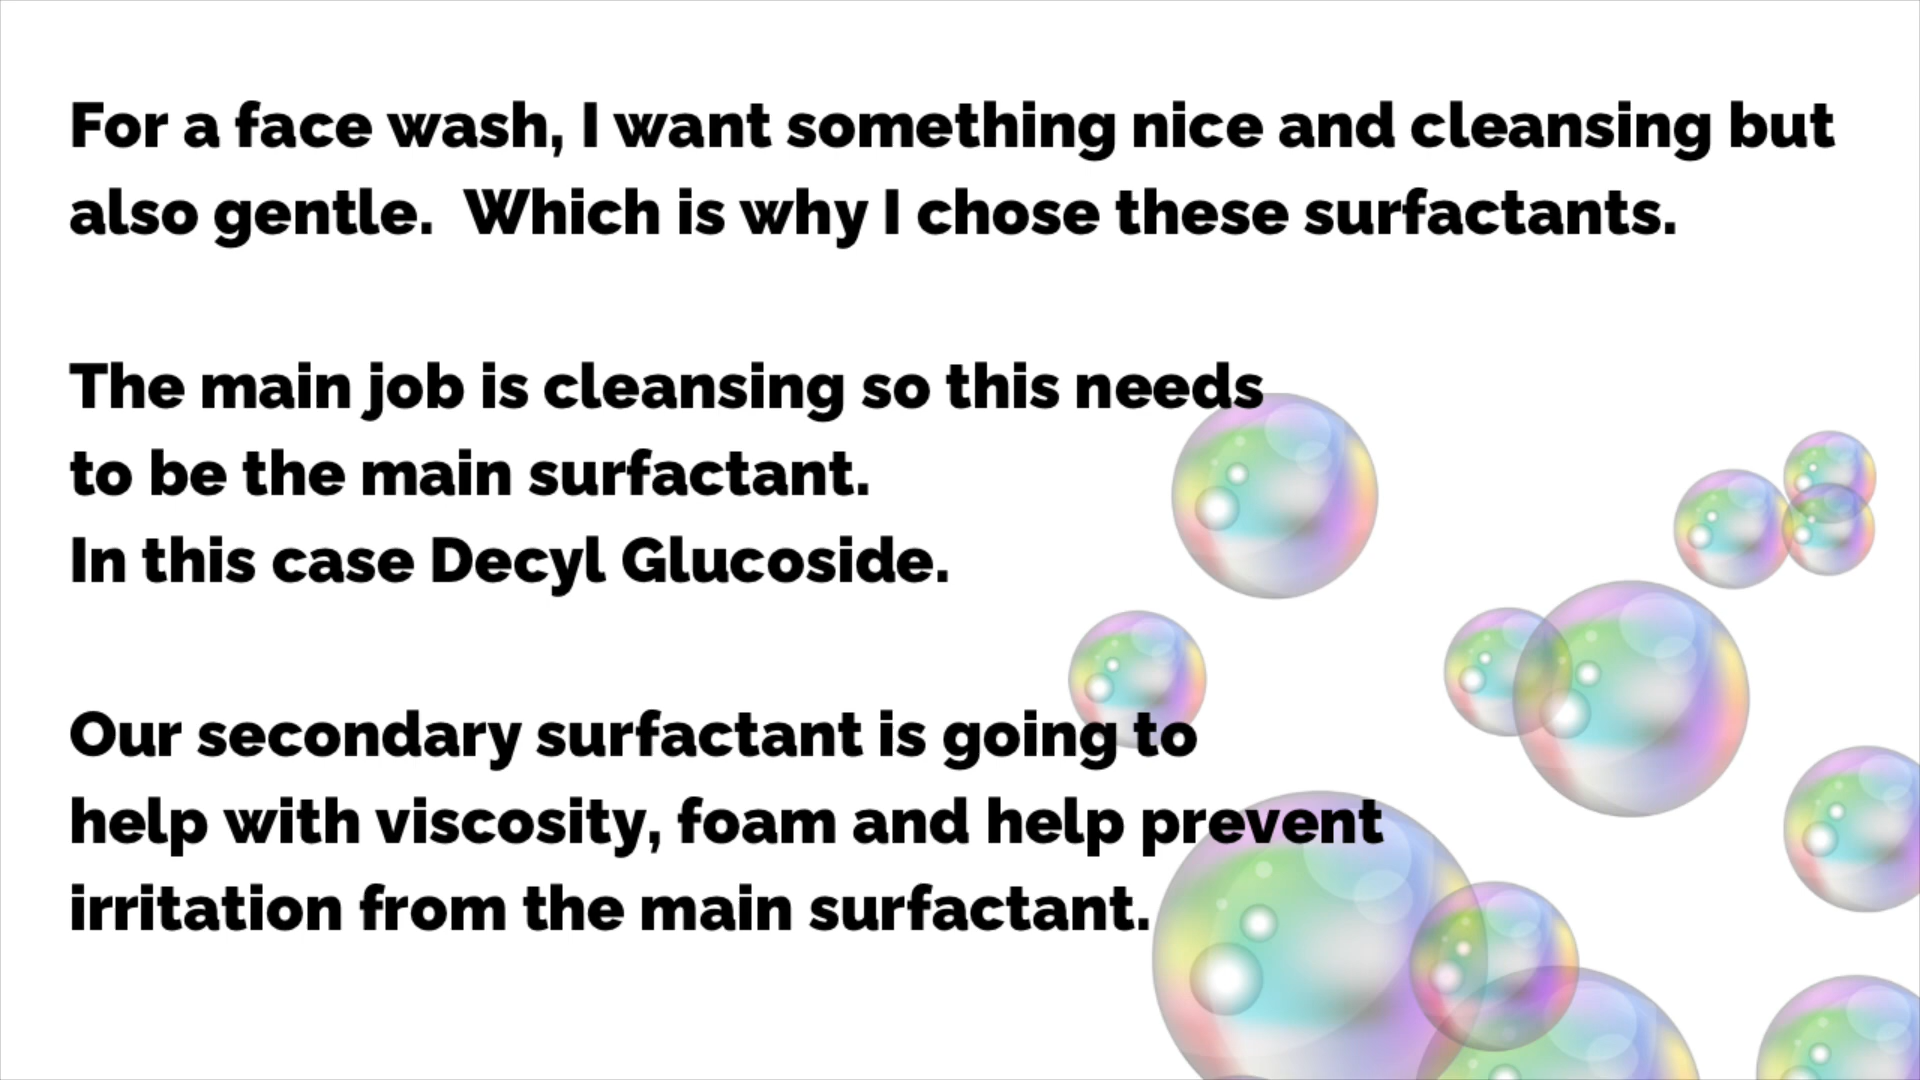 For a face wash, I want something nice and cleansing but
also gentle.  Which is why I chose these surfactants.
The main job is cleansing so this needs
to be the main surfactant.
In this case Decyl Glucoside.
Our secondary surfactant is going to
help with viscosity, foam and help prevent
irritation from the main surfactant.